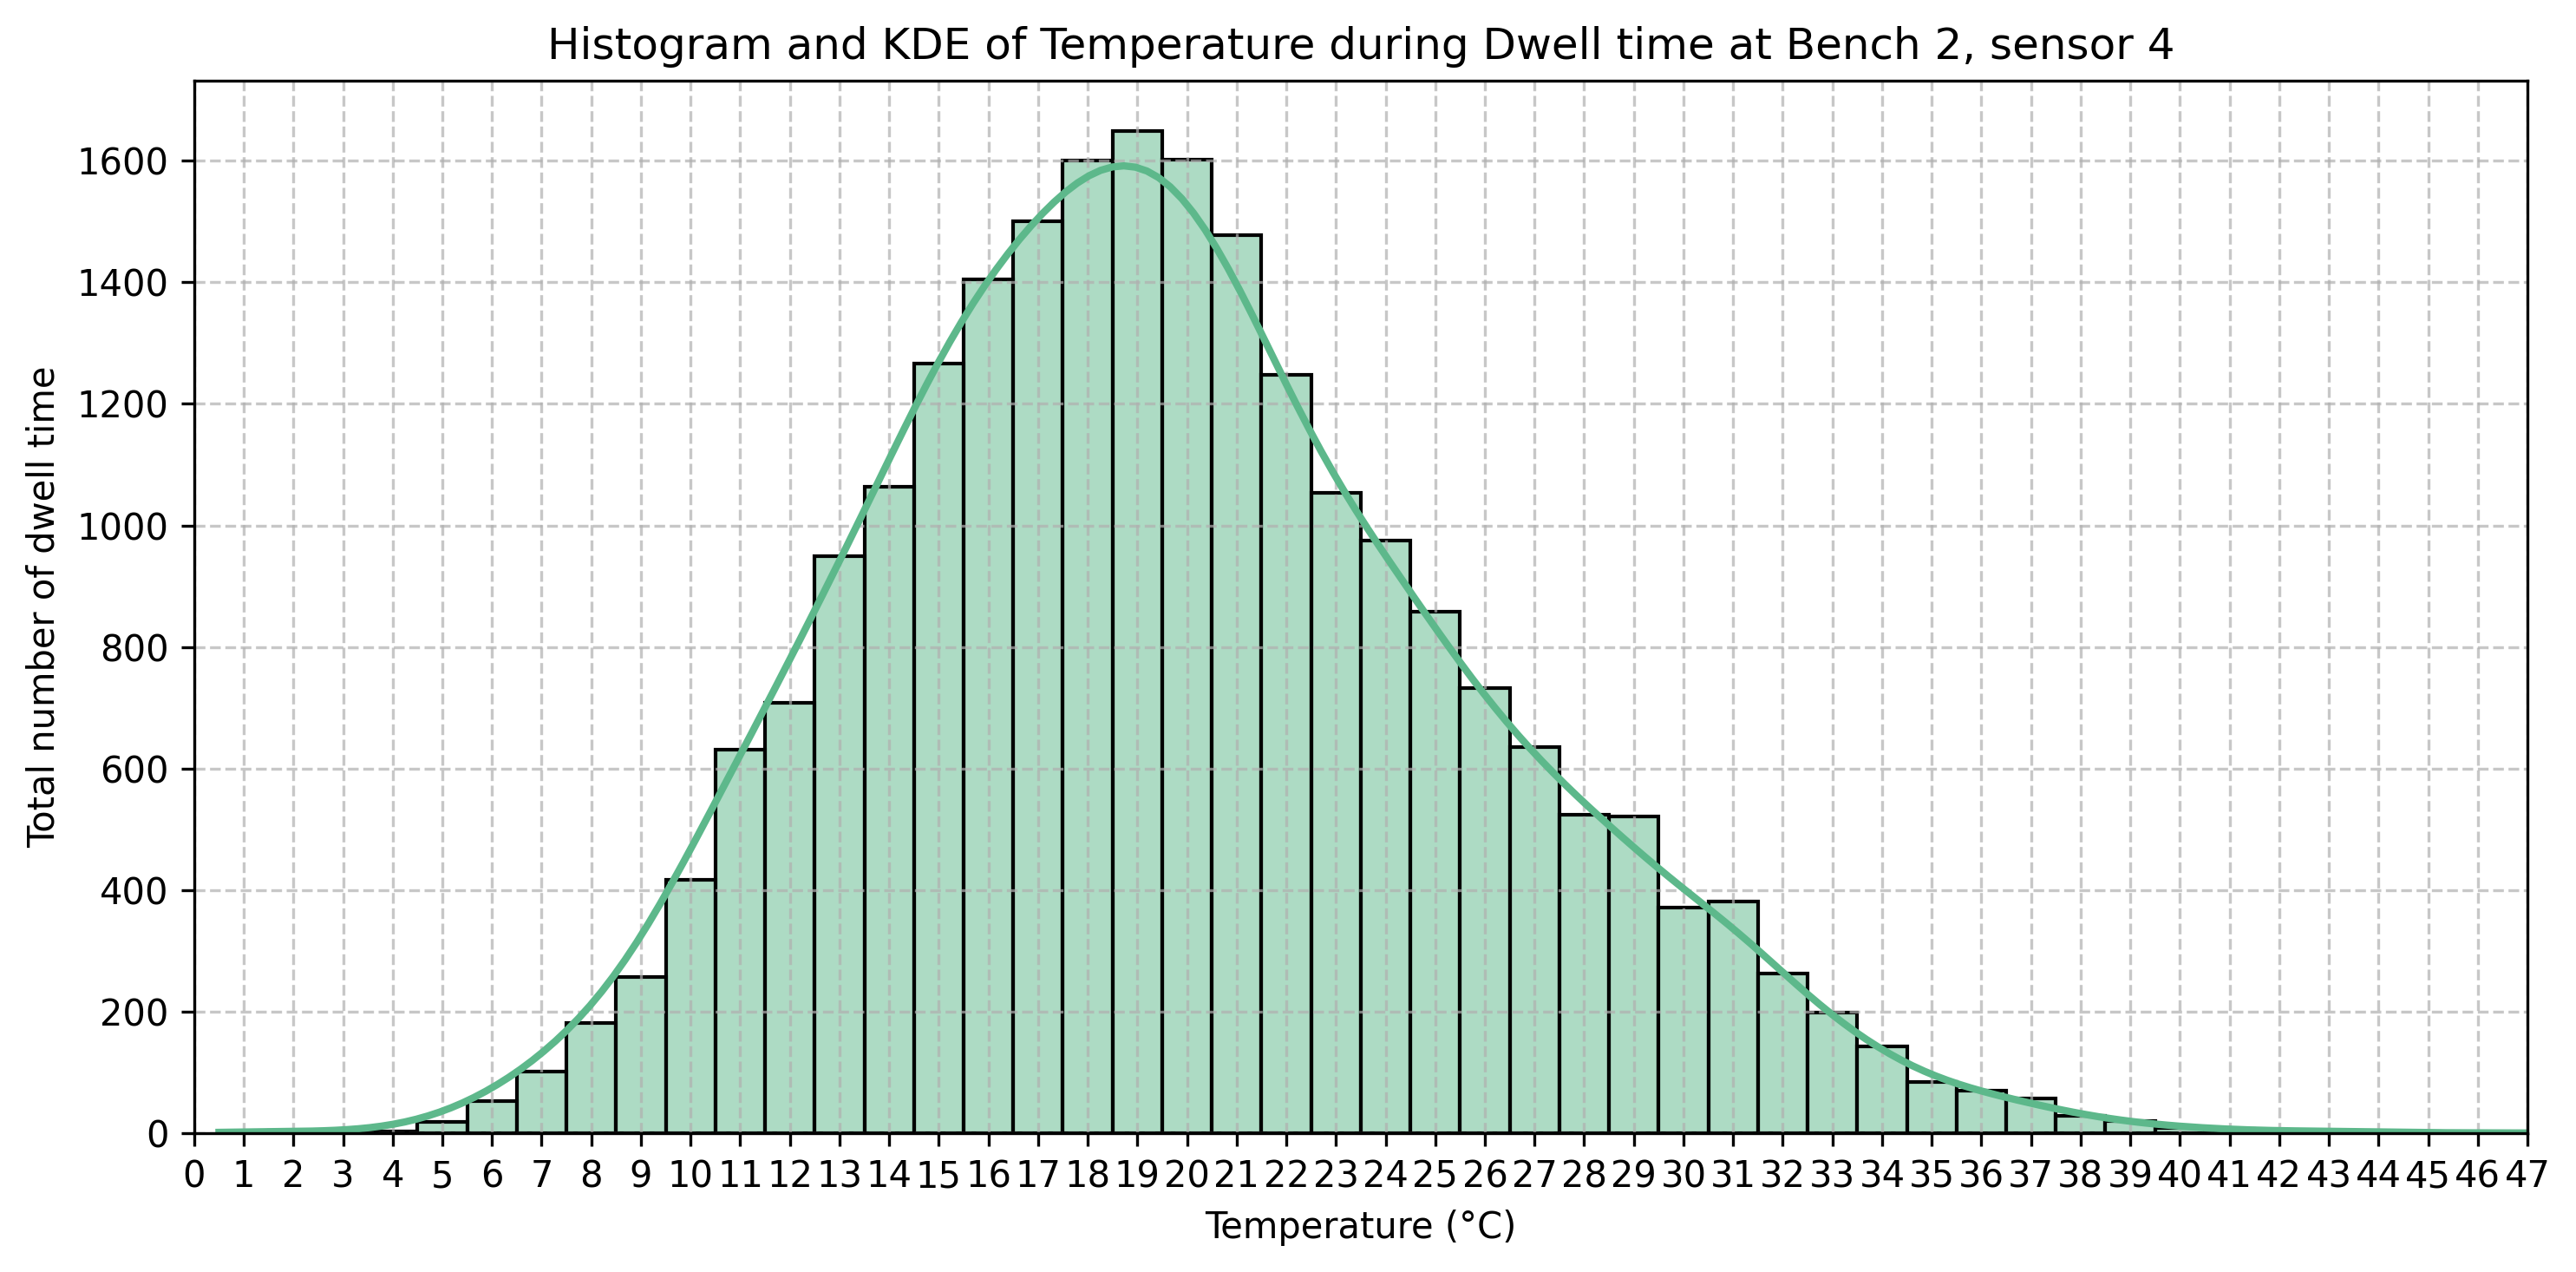 Histogram and KDE of Temperature during Dwell time at Bench 2, sensor 4
Total number of dwell time
1600
1400
1200
1000
800
600
400
200
0
0 1 2 3 4 5 6 7 8 9 10 11 12 13 14 15 16 17 18 19 20 21 22 23 24 25 26 27 28 29 30 31 32 33 34 35 36 37 38 39 40 41 42 43 44 45 46 47
Temperature (°C)